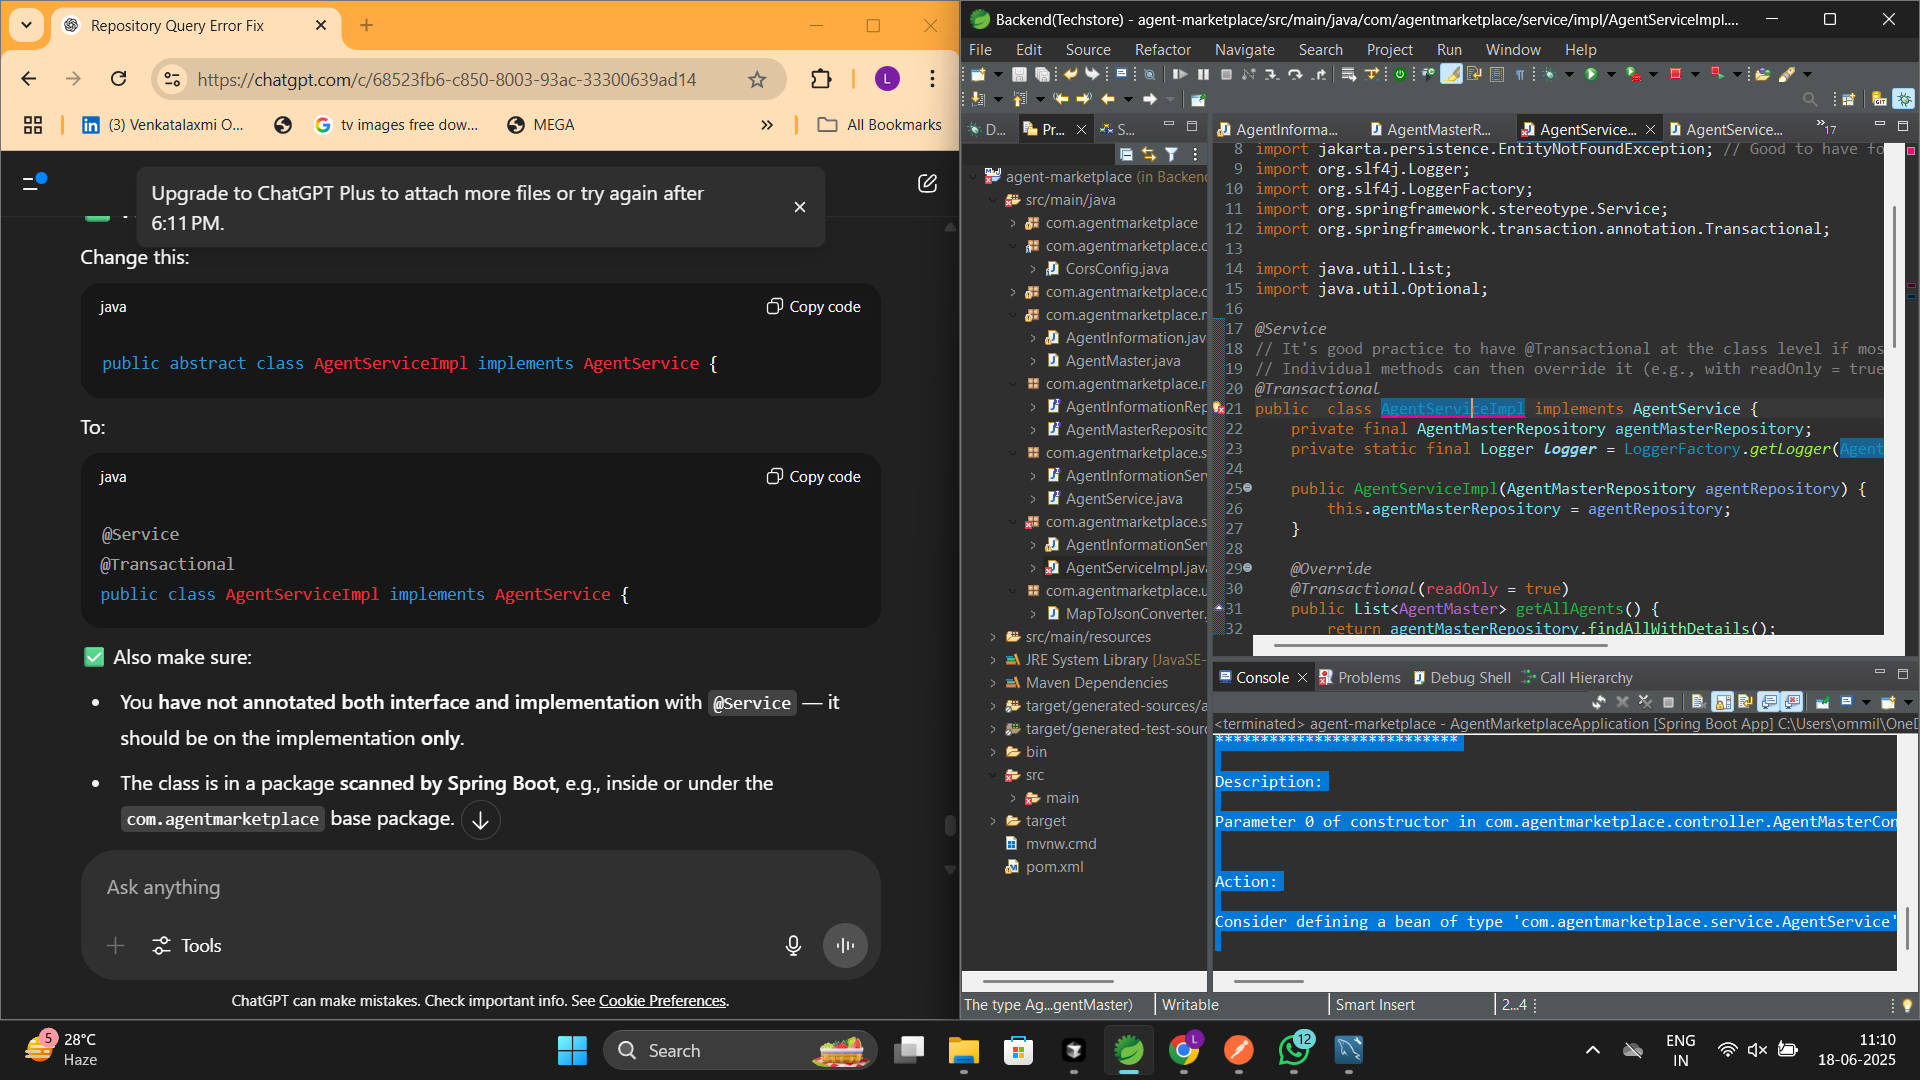 Repository Query Error Fix
https://chatgpt.com/c/68523fb6-c850-8003-93ac-33300639ad14
L
(3) Venkatalaxmi O...
tv images free dow...
MEGA
All Bookmarks
Upgrade to ChatGPT Plus to attach more files or try again after
6:11 PM.
Change this:
java
Copy code
public abstract class AgentServiceImpl implements AgentService {
To:
java
Copy code
@Service
@Transactional
public class AgentServiceImpl implements AgentService {
Also make sure:
• You have not annotated both interface and implementation with @Service — it
should be on the implementation only.
• The class is in a package scanned by Spring Boot, e.g., inside or under the
com.agentmarketplace base package.
Ask anything
Tools
ChatGPT can make mistakes. Check important info. See Cookie Preferences.
Backend(Techstore) - agent-marketplace/src/main/java/com/agentmarketplace/service/impl/AgentServiceImpl....
File Edit Source Refactor Navigate Search Project Run Window Help
D... Pr... S...
agent-marketplace (in Backend
src/main/java
com.agentmarketplace
com.agentmarketplace.c
CorsConfig.java
com.agentmarketplace.c
com.agentmarketplace.r
AgentInformation.jav
AgentMaster.java
com.agentmarketplace.r
AgentInformationRep
AgentMasterReposito
com.agentmarketplace.s
AgentInformationSer
AgentService.java
com.agentmarketplace.s
AgentInformationSer
AgentServiceImpl.java
com.agentmarketplace.u
MapToJsonConverter.
src/main/resources
JRE System Library [JavaSE-
Maven Dependencies
target/generated-sources/a
target/generated-test-sourc
bin
src
main
target
mvnw.cmd
pom.xml
AgentInforma... AgentMasterR... AgentService... AgentService... »17
8 import jakarta.persistence.EntityNotFoundException; // Good to have fo
9 import org.slf4j.Logger;
10 import org.slf4j.LoggerFactory;
11 import org.springframework.stereotype.Service;
12 import org.springframework.transaction.annotation.Transactional;
13
14 import java.util.List;
15 import java.util.Optional;
16
17 @Service
18 // It's good practice to have @Transactional at the class level if mos
19 // Individual methods can then override it (e.g., with readOnly = true
20 @Transactional
21 public  class AgentServiceImpl implements AgentService {
22 private final AgentMasterRepository agentMasterRepository;
23 private static final Logger logger = LoggerFactory.getLogger(Agent
24
25 public AgentServiceImpl(AgentMasterRepository agentRepository) {
26 this.agentMasterRepository = agentRepository;
27 }
28
29 @Override
30 @Transactional(readOnly = true)
31 public List<AgentMaster> getAllAgents() {
32 return agentMasterRepository.findAllWithDetails();
Console Problems Debug Shell Call Hierarchy
<terminated> agent-marketplace - AgentMarketplaceApplication [Spring Boot App] C:\Users\ommil\One[
***************************
Description:
Parameter 0 of constructor in com.agentmarketplace.controller.AgentMasterCon
Action:
Consider defining a bean of type 'com.agentmarketplace.service.AgentService'
The type Ag...gentMaster) Writable Smart Insert 2...4
5
28°C
Haze
Search
L
12
ENG
IN
11:10
18-06-2025